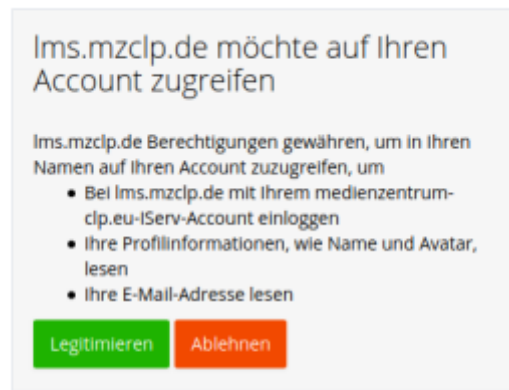 lms.mzclp.de möchte auf Ihren
Account zugreifen
lms.mzclp.de Berechtigungen gewähren, um in Ihren
Namen auf Ihren Account zuzugreifen, um
• Bei lms.mzclp.de mit Ihrem medienzentrum-
clp.eu-IServ-Account einloggen
• Ihre Profilinformationen, wie Name und Avatar,
lesen
• Ihre E-Mail-Adresse lesen
Legitimieren Ablehnen